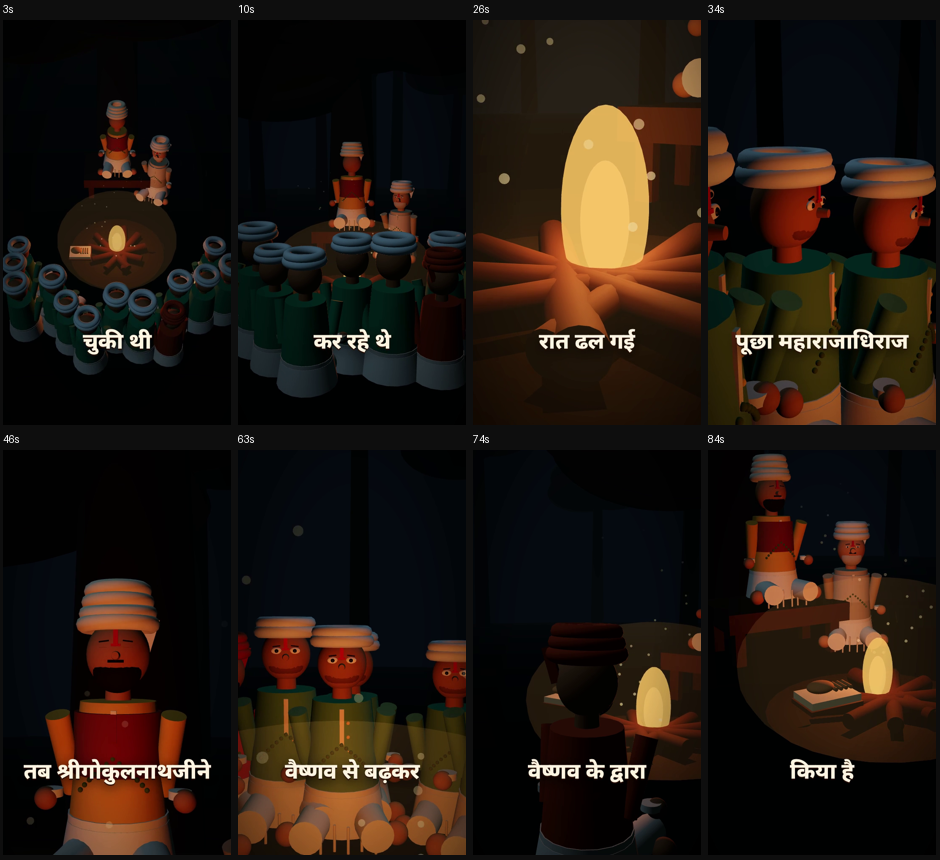 3s
10s
26s
34s
चुकी थी
कर रहे थे
रात ढल गई
पूछा महाराजाधिराज
46s
63s
74s
84s
तब श्रीगोकुलनाथजीने
वैष्णव से बढ़कर
वैष्णव के द्वारा
किया है